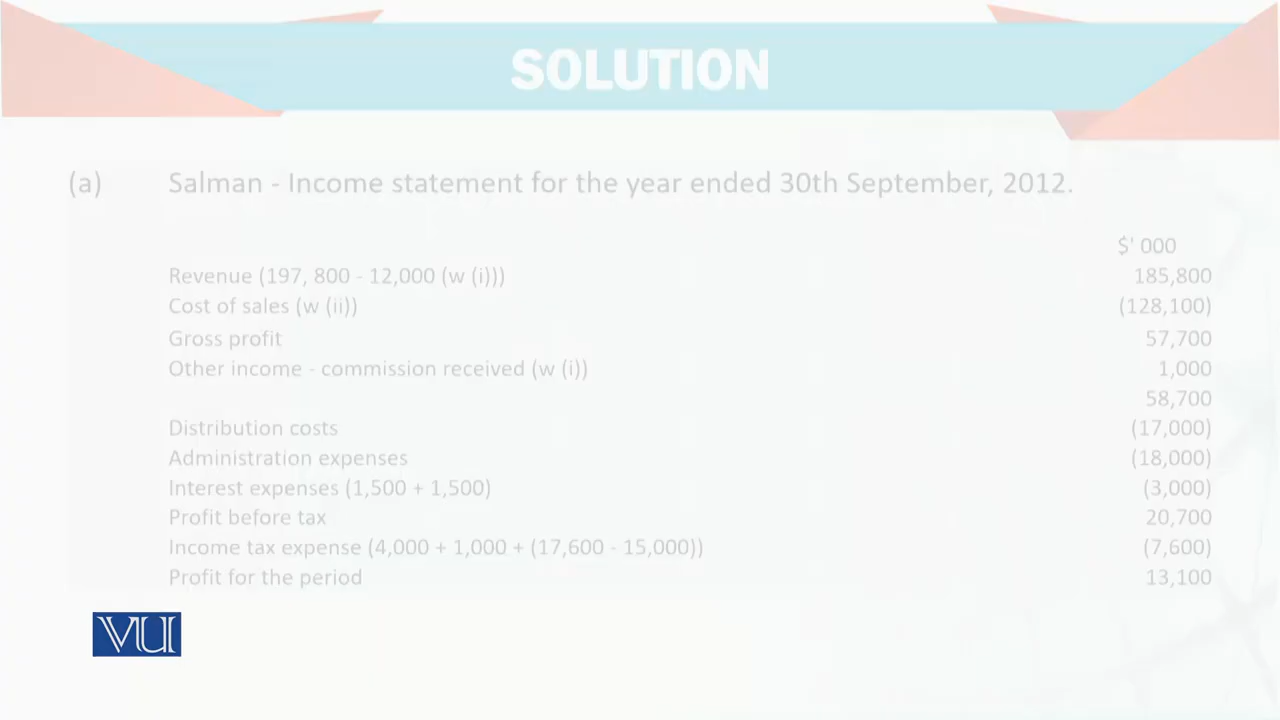 SOLUTION
(a) Salman - Income statement for the year ended 30th September, 2012.
$' 000
Revenue (197, 800 - 12,000 (w (i))) 185,800
Cost of sales (w (ii)) (128,100)
Gross profit 57,700
Other income - commission received (w (i)) 1,000
58,700
Distribution costs (17,000)
Administration expenses (18,000)
Interest expenses (1,500 + 1,500) (3,000)
Profit before tax 20,700
Income tax expense (4,000 + 1,000 + (17,600 - 15,000)) (7,600)
Profit for the period 13,100
VU